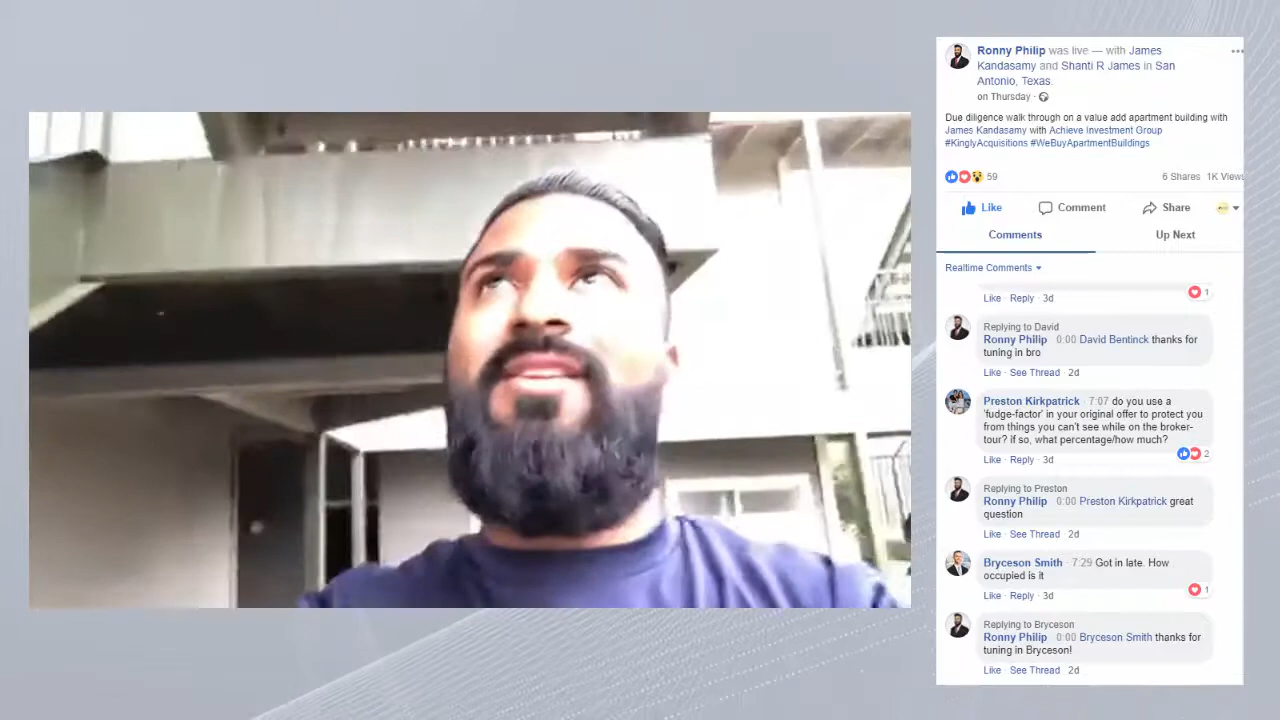 Ronny Philip was live — with James
Kandasamy and Shanti R James in San
Antonio, Texas.
on Thursday ·
Due diligence walk through on a value add apartment building with
James Kandasamy with Achieve Investment Group
#KinglyAcquisitions #WeBuyApartmentBuildings
59
6 Shares 1K Views
Like Comment Share
Comments Up Next
Realtime Comments
Like · Reply · 3d
1
Replying to David
Ronny Philip 0:00 David Bentinck thanks for
tuning in bro
Like · See Thread · 2d
Preston Kirkpatrick · 7:07 do you use a
'fudge-factor' in your original offer to protect you
from things you can't see while on the broker-
tour? if so, what percentage/how much?
2
Like · Reply · 3d
Replying to Preston
Ronny Philip 0:00 Preston Kirkpatrick great
question
Like · See Thread · 2d
Bryceson Smith · 7:29 Got in late. How
occupied is it
1
Like · Reply · 3d
Replying to Bryceson
Ronny Philip 0:00 Bryceson Smith thanks for
tuning in Bryceson!
Like · See Thread · 2d